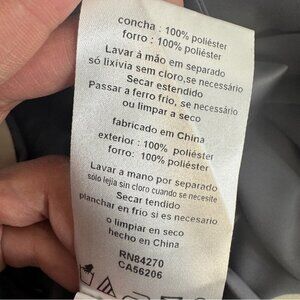 concha : 100% poliéster
forro : 100% poliéster
Lavar à mão em separado
só lixívia sem cloro,se necessário
Secar estendido
Passar a ferro frio,se necessário
ou limpar a seco
fabricado em China
exterior : 100% poliéster
forro: 100% poliéster
Lavar a mano por separado
solo lejia sin cloro cuando se necesite
Secar tendido
planchar en frio si es necesario
o limpiar en seco
hecho en China
RN84270
CA56206